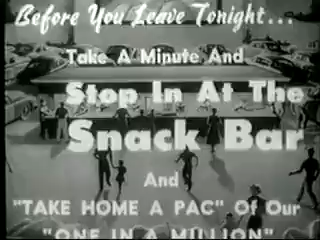 Before You Leave Tonight...
Take A Minute And
Stop In At The
Snack Bar
And
"TAKE HOME A PAC" Of Our
"ONE IN A MILLION"